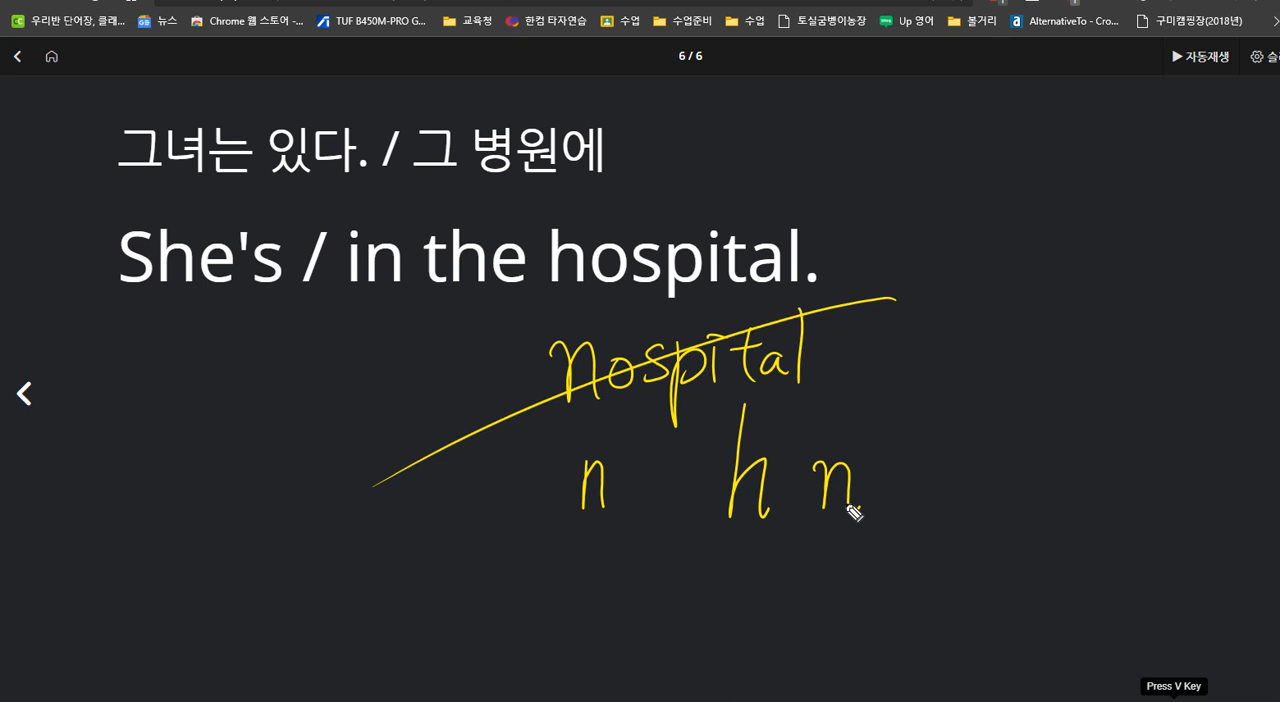 우리반 단어장, 클래... 뉴스 Chrome 웹 스토어 -... TUF B450M-PRO G... 교육청 한컴 타자연습 수업 수업준비 수업 토실굼벵이농장 Up 영어 볼거리 AlternativeTo - Cro... 구미캠핑장(2018년)
6 / 6 ▶ 자동재생
그녀는 있다. / 그 병원에
She's / in the hospital.
nospital
n h n
Press V Key